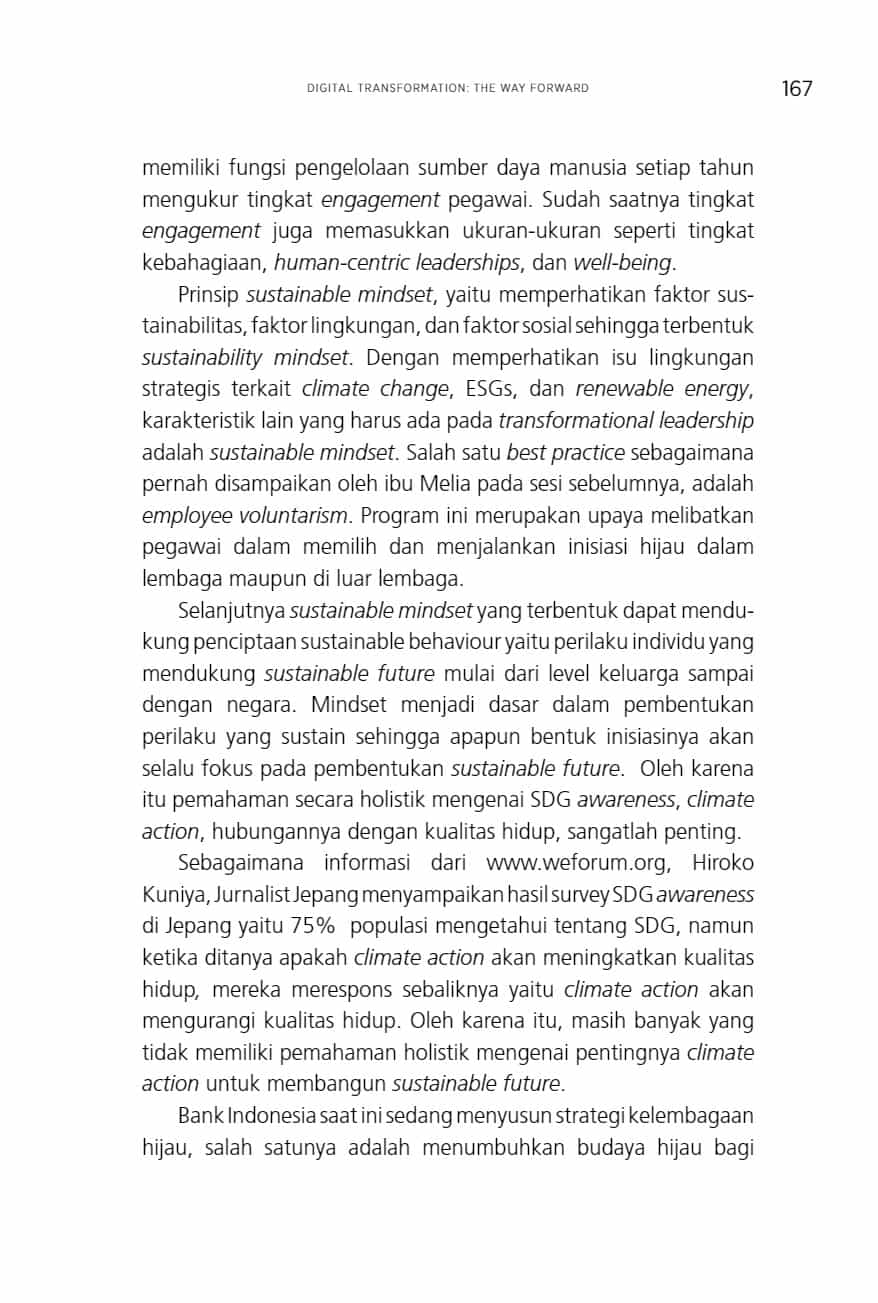 DIGITAL TRANSFORMATION: THE WAY FORWARD
167
memiliki fungsi pengelolaan sumber daya manusia setiap tahun
mengukur tingkat engagement pegawai. Sudah saatnya tingkat
engagement juga memasukkan ukuran-ukuran seperti tingkat
kebahagiaan, human-centric leaderships, dan well-being.
Prinsip sustainable mindset, yaitu memperhatikan faktor sus-
tainabilitas, faktor lingkungan, dan faktor sosial sehingga terbentuk
sustainability mindset. Dengan memperhatikan isu lingkungan
strategis terkait climate change, ESGs, dan renewable energy,
karakteristik lain yang harus ada pada transformational leadership
adalah sustainable mindset. Salah satu best practice sebagaimana
pernah disampaikan oleh ibu Melia pada sesi sebelumnya, adalah
employee voluntarism. Program ini merupakan upaya melibatkan
pegawai dalam memilih dan menjalankan inisiasi hijau dalam
lembaga maupun di luar lembaga.
Selanjutnya sustainable mindset yang terbentuk dapat mendu-
kung penciptaan sustainable behaviour yaitu perilaku individu yang
mendukung sustainable future mulai dari level keluarga sampai
dengan negara. Mindset menjadi dasar dalam pembentukan
perilaku yang sustain sehingga apapun bentuk inisiasinya akan
selalu fokus pada pembentukan sustainable future. Oleh karena
itu pemahaman secara holistik mengenai SDG awareness, climate
action, hubungannya dengan kualitas hidup, sangatlah penting.
Sebagaimana informasi dari www.weforum.org, Hiroko
Kuniya, Jurnalist Jepang menyampaikan hasil survey SDG awareness
di Jepang yaitu 75% populasi mengetahui tentang SDG, namun
ketika ditanya apakah climate action akan meningkatkan kualitas
hidup, mereka merespons sebaliknya yaitu climate action akan
mengurangi kualitas hidup. Oleh karena itu, masih banyak yang
tidak memiliki pemahaman holistik mengenai pentingnya climate
action untuk membangun sustainable future.
Bank Indonesia saat ini sedang menyusun strategi kelembagaan
hijau, salah satunya adalah menumbuhkan budaya hijau bagi